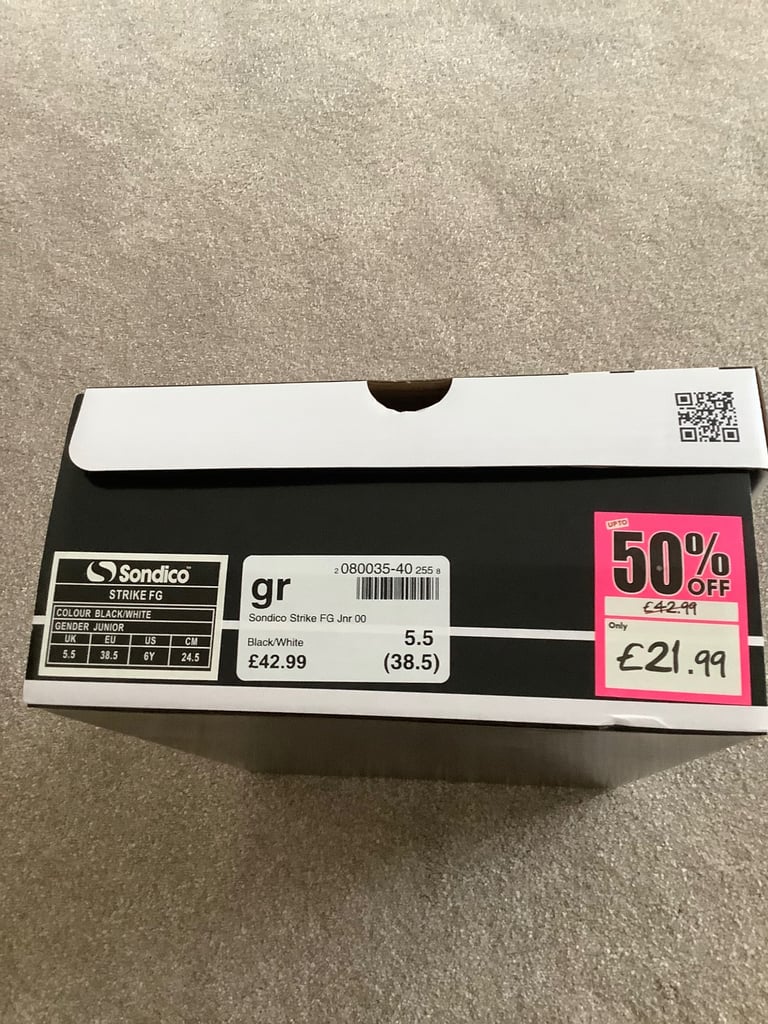 Sondico
STRIKE FG
COLOUR BLACK/WHITE
GENDER JUNIOR
UK EU US CM
5.5 38.5 6Y 24.5
gr
2 080035-40 255 8
Sondico Strike FG Jnr 00
Black/White 5.5
£42.99 (38.5)
UP TO
50% OFF
£42.99
Only
£21.99